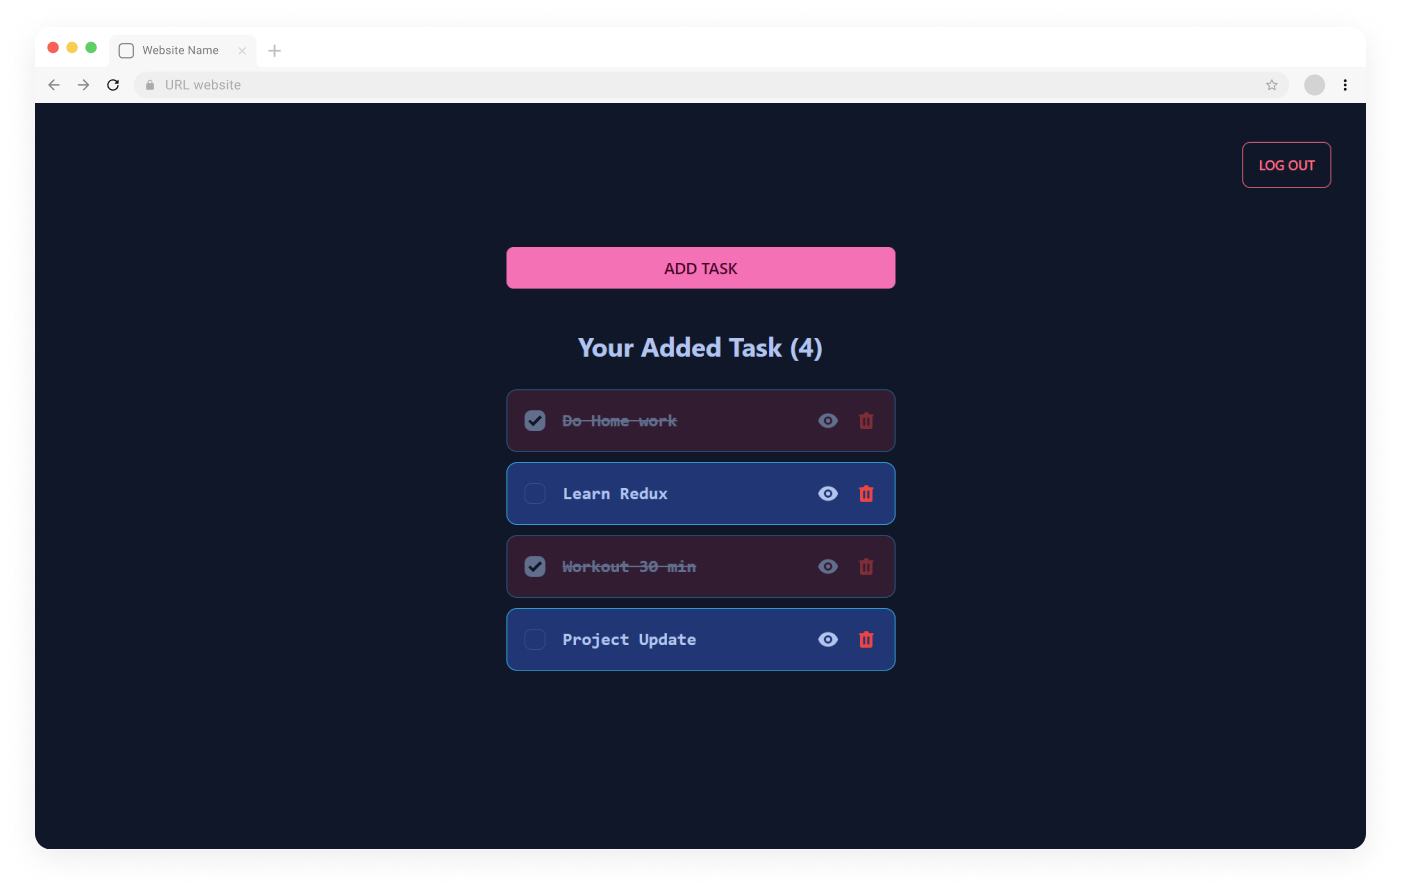 Website Name
URL website
LOG OUT
ADD TASK
Your Added Task (4)
Do Home work
Learn Redux
Workout 30 min
Project Update